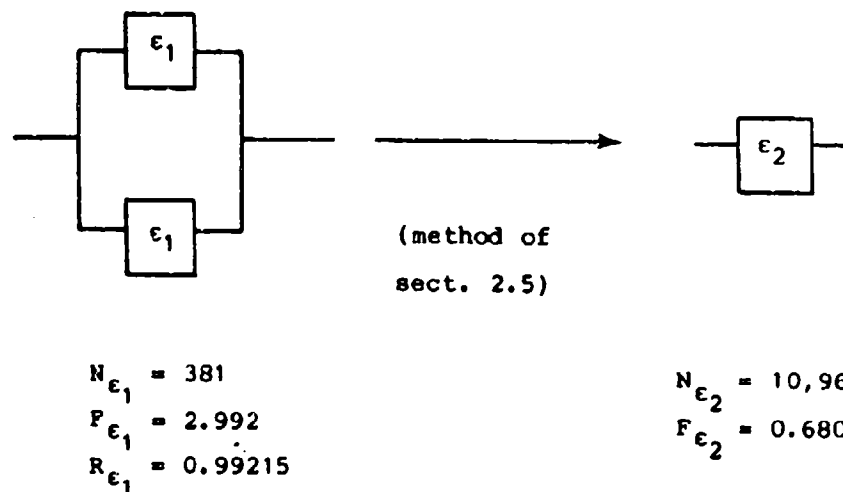 ε1
ε2
ε1
(method of
sect. 2.5)
Nε1 = 381
Fε1 = 2.992
Rε1 = 0.99215
Nε2 = 10,96
Fε2 = 0.680